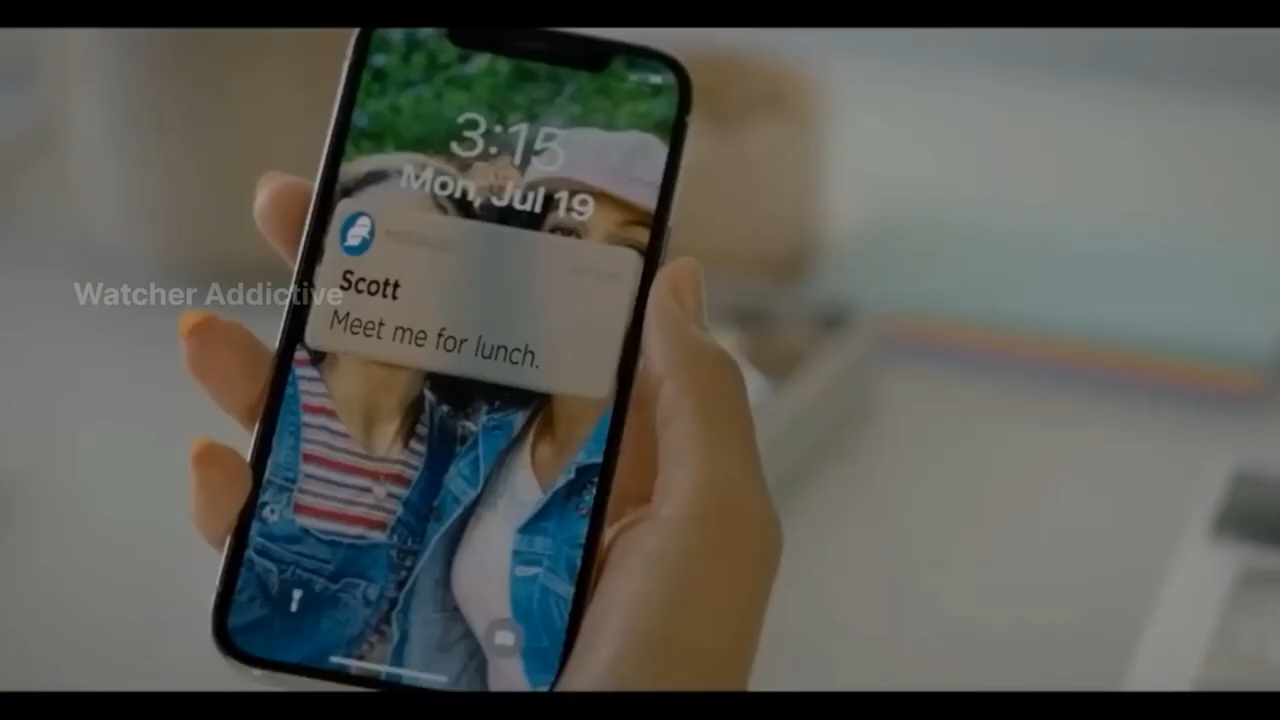 3:15
Mon, Jul 19
Scott
Meet me for lunch.
Watcher Addictive